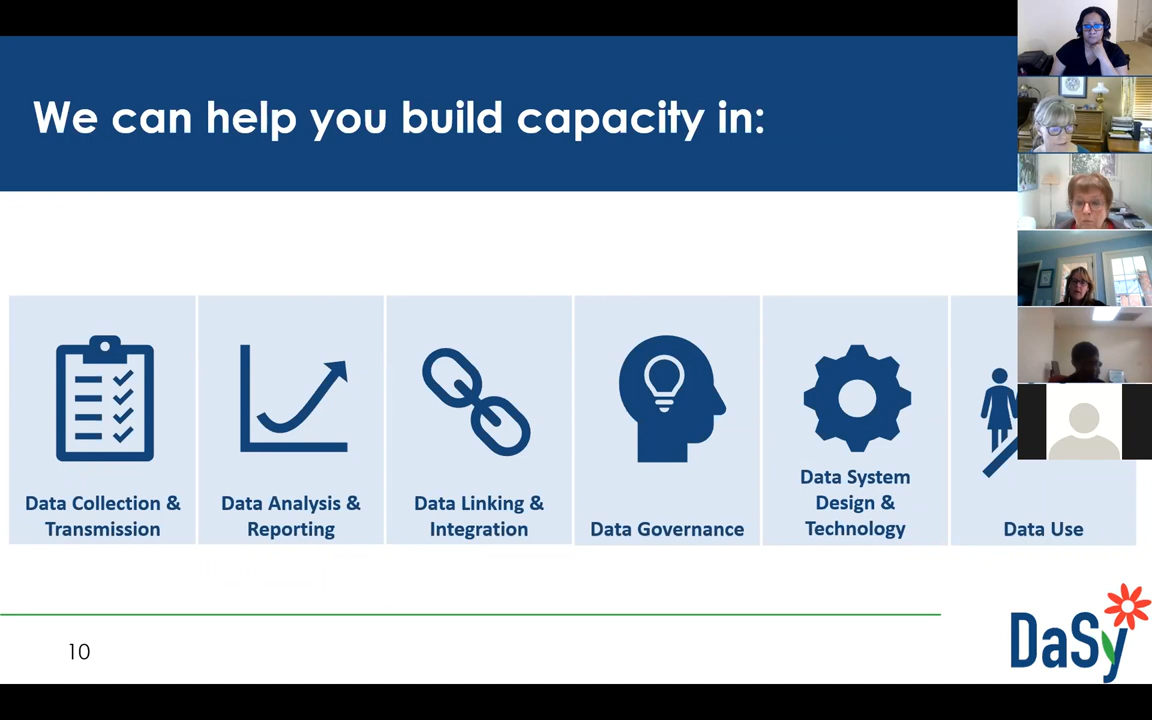 We can help you build capacity in:
Data Collection &
Transmission
Data Analysis &
Reporting
Data Linking &
Integration
Data Governance
Data System
Design &
Technology
Data Use
10
DaSy